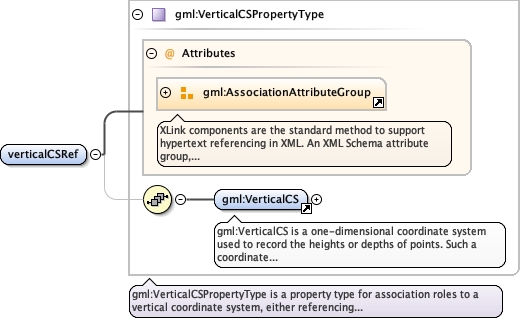 gml:VerticalCSPropertyType
@ Attributes
gml:AssociationAttributeGroup
XLink components are the standard method to support
hypertext referencing in XML. An XML Schema attribute
group,...
verticalCSRef
gml:VerticalCS
gml:VerticalCS is a one-dimensional coordinate system
used to record the heights or depths of points. Such a
coordinate...
gml:VerticalCSPropertyType is a property type for association roles to a
vertical coordinate system, either referencing...